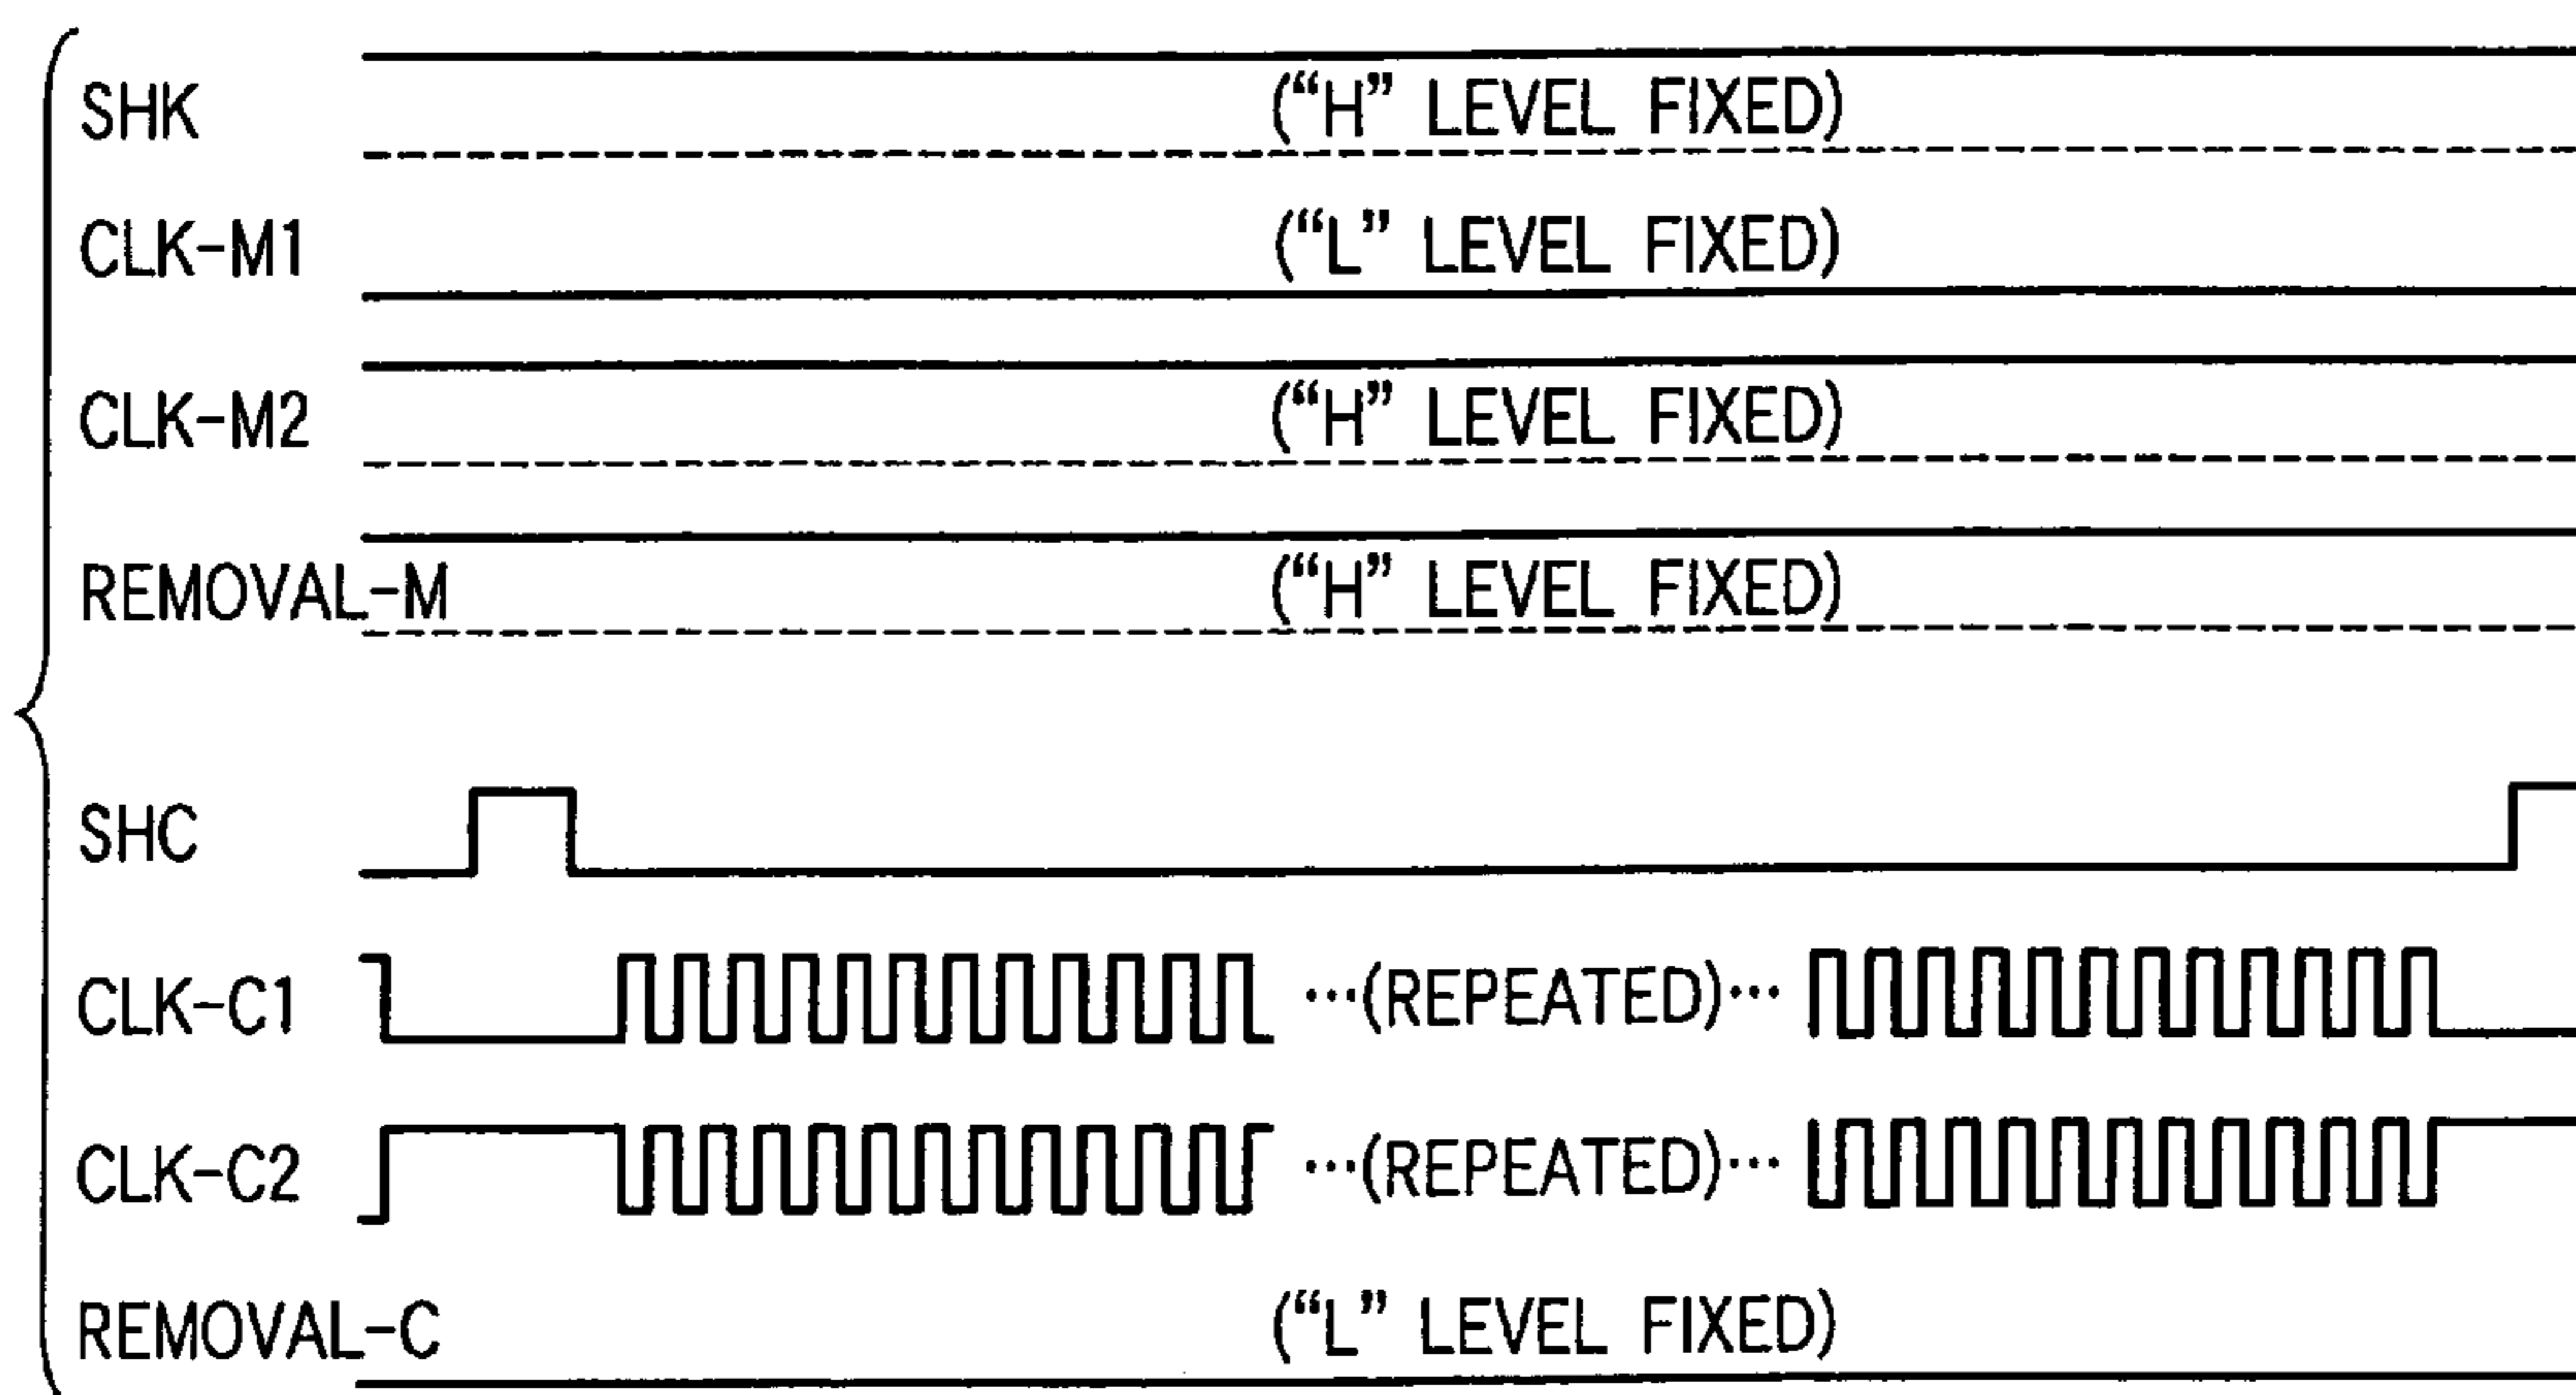 SHK ("H" LEVEL FIXED)
CLK-M1 ("L" LEVEL FIXED)
CLK-M2 ("H" LEVEL FIXED)
REMOVAL-M ("H" LEVEL FIXED)
SHC
CLK-C1 ···(REPEATED)···
CLK-C2 ···(REPEATED)···
REMOVAL-C ("L" LEVEL FIXED)